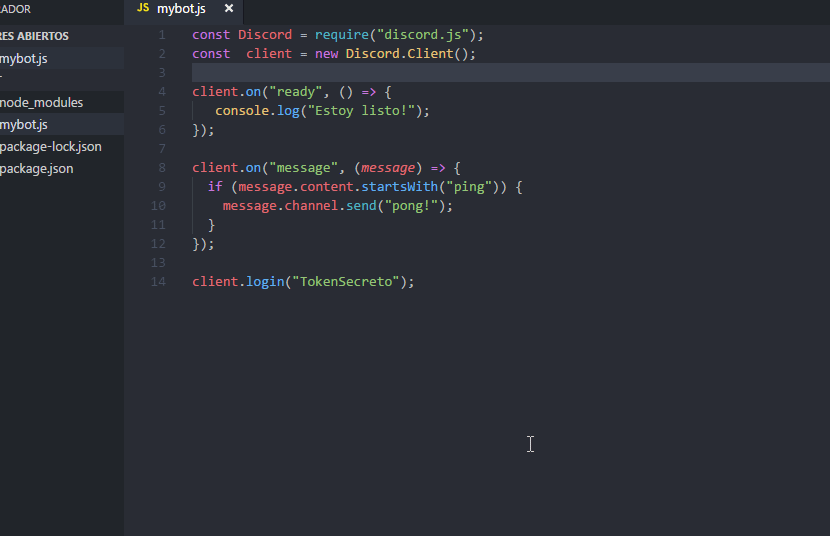 ADOR
JS mybot.js ×
RES ABIERTOS
mybot.js
node_modules
mybot.js
package-lock.json
package.json
1 const Discord = require("discord.js");
2 const  client = new Discord.Client();
3
4 client.on("ready", () => {
5    console.log("Estoy listo!");
6 });
7
8 client.on("message", (message) => {
9   if (message.content.startsWith("ping")) {
10     message.channel.send("pong!");
11   }
12 });
13
14 client.login("TokenSecreto");